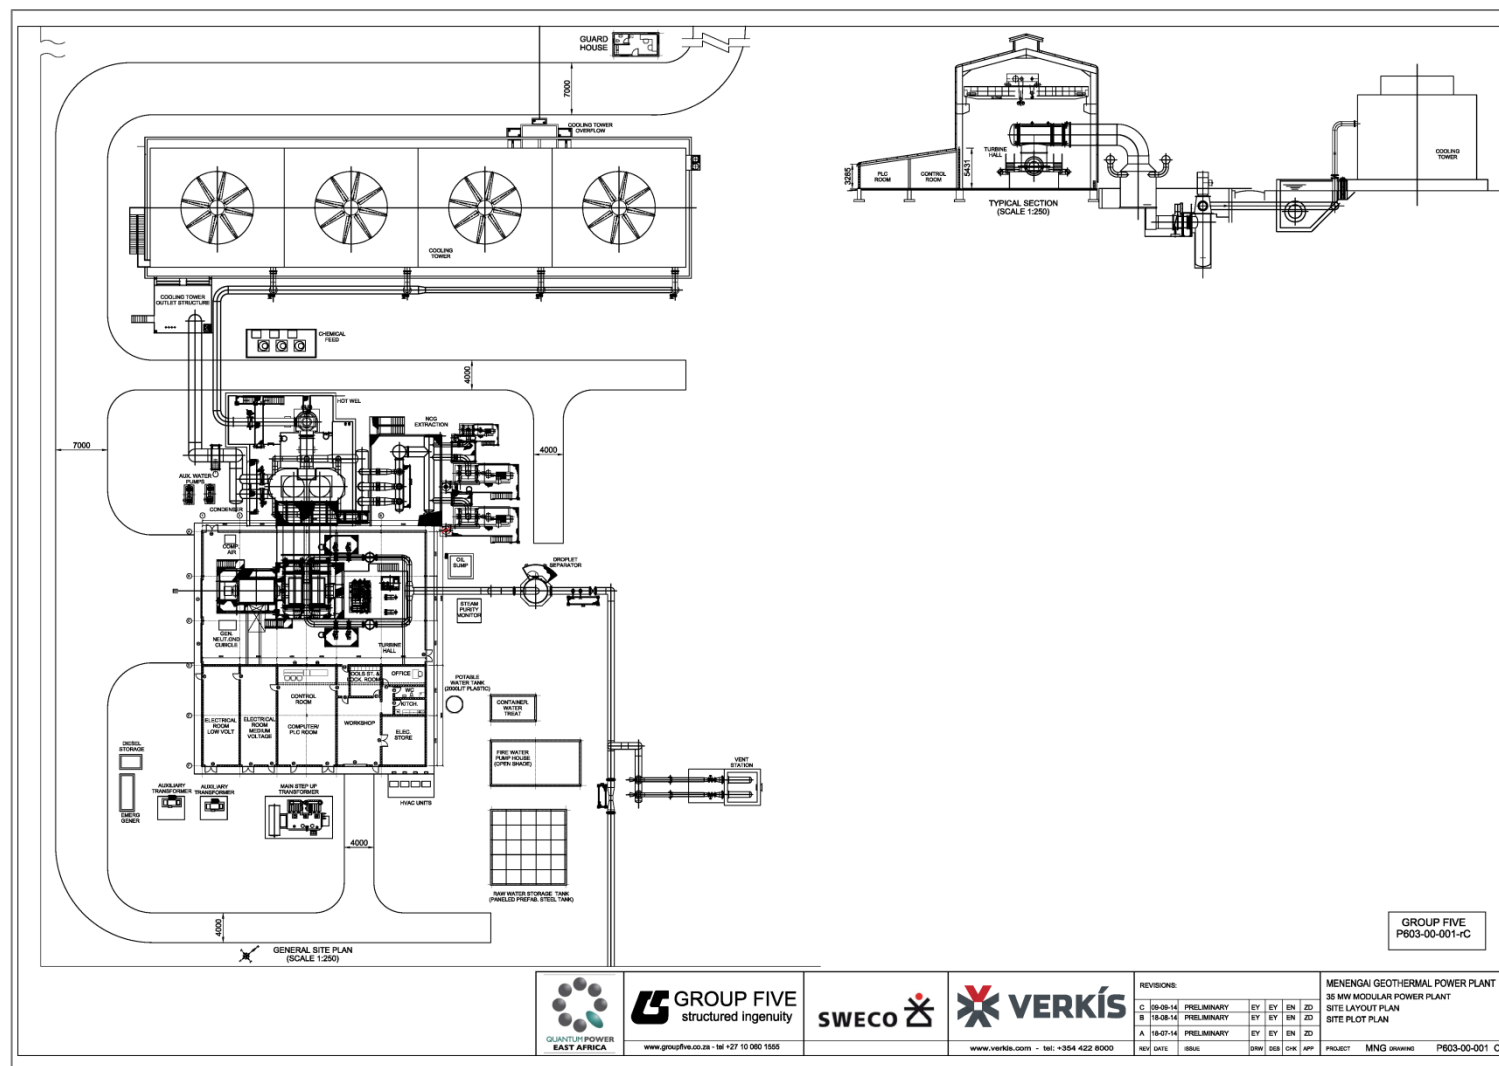 GUARD
HOUSE
7000
COOLING TOWER
OVERFLOW
COOLING
TOWER
COOLING TOWER
OUTLET STRUCTURE
CHEMICAL
FEED
4000
HOT WEL
NCG
EXTRACTION
7000
4000
AUX. WATER
PUMPS
CONDENSER
COMP.
AIR
OIL
SUMP
DROPLET
SEPARATOR
STEAM
PURITY
MONITOR
GEN.
NEUT./END
CUBICLE
TURBINE
HALL
TOOLS ST. &
LOCK. ROOM
OFFICE
WC
KITCH.
CONTROL
ROOM
POTABLE
WATER TANK
(2000LIT PLASTIC)
CONTAINER.
WATER
TREAT
ELECTRICAL
ROOM
LOW VOLT
ELECTRICAL
ROOM
MEDIUM
VOLTAGE
COMPUTER/
PLC ROOM
WORKSHOP
ELEC.
STORE
DIESEL
STORAGE
FIRE WATER
PUMP HOUSE
(OPEN SHADE)
VENT
STATION
AUXILIARY
TRANSFORMER
AUXILIARY
TRANSFORMER
MAIN STEP UP
TRANSFORMER
HVAC UNITS
EMERG
GENER
4000
RAW WATER STORAGE TANK
(PANELED PREFAB. STEEL TANK)
4000
GENERAL SITE PLAN
(SCALE 1:250)
TURBINE
HALL
COOLING
TOWER
3285
PLC
ROOM
CONTROL
ROOM
5431
TYPICAL SECTION
(SCALE 1:250)
GROUP FIVE
P603-00-001-rC
QUANTUM POWER
EAST AFRICA
GROUP FIVE
structured ingenuity
www.groupfive.co.za - tel +27 10 060 1555
SWECO
VERKÍS
www.verkis.com - tel: +354 422 8000
REVISIONS:
C 09-09-14 PRELIMINARY EY EY EN ZD
B 18-08-14 PRELIMINARY EY EY EN ZD
A 18-07-14 PRELIMINARY EY EY EN ZD
REV DATE ISSUE DRW DES CHK APP
MENENGAI GEOTHERMAL POWER PLANT
35 MW MODULAR POWER PLANT
SITE LAYOUT PLAN
SITE PLOT PLAN
PROJECT MNG DRAWING P603-00-001 C